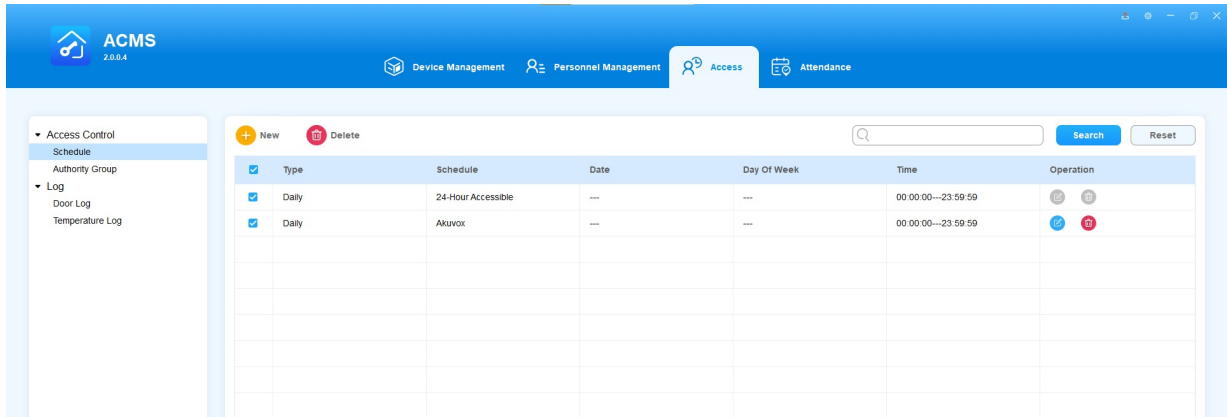 ACMS
2.0.0.4
Device Management Personnel Management Access Attendance
Access Control
Schedule
Authority Group
Log
Door Log
Temperature Log
New Delete Search Reset
Type Schedule Date Day Of Week Time Operation
Daily 24-Hour Accessible --- --- 00:00:00---23:59:59
Daily Akuvox --- --- 00:00:00---23:59:59